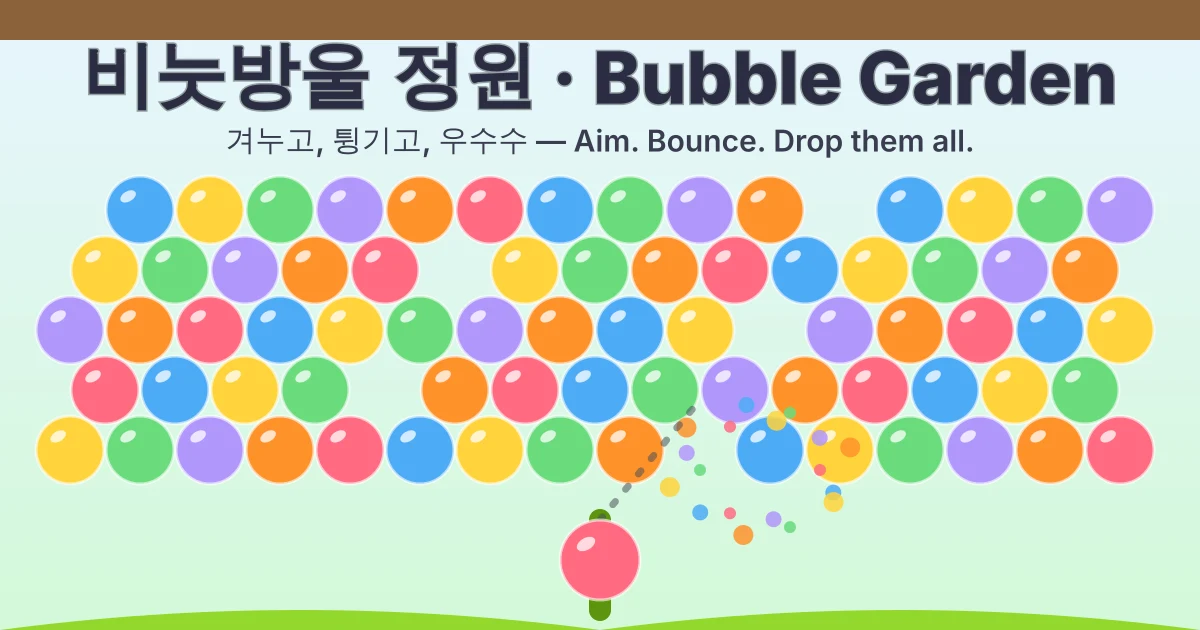 비눗방울 정원 · Bubble Garden
겨누고, 튕기고, 우수수 — Aim. Bounce. Drop them all.